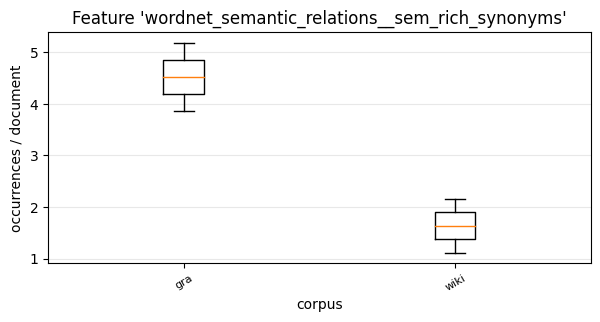 Feature 'wordnet_semantic_relations__sem_rich_synonyms'
occurrences / document
5
4
3
2
1
gra
wiki
corpus